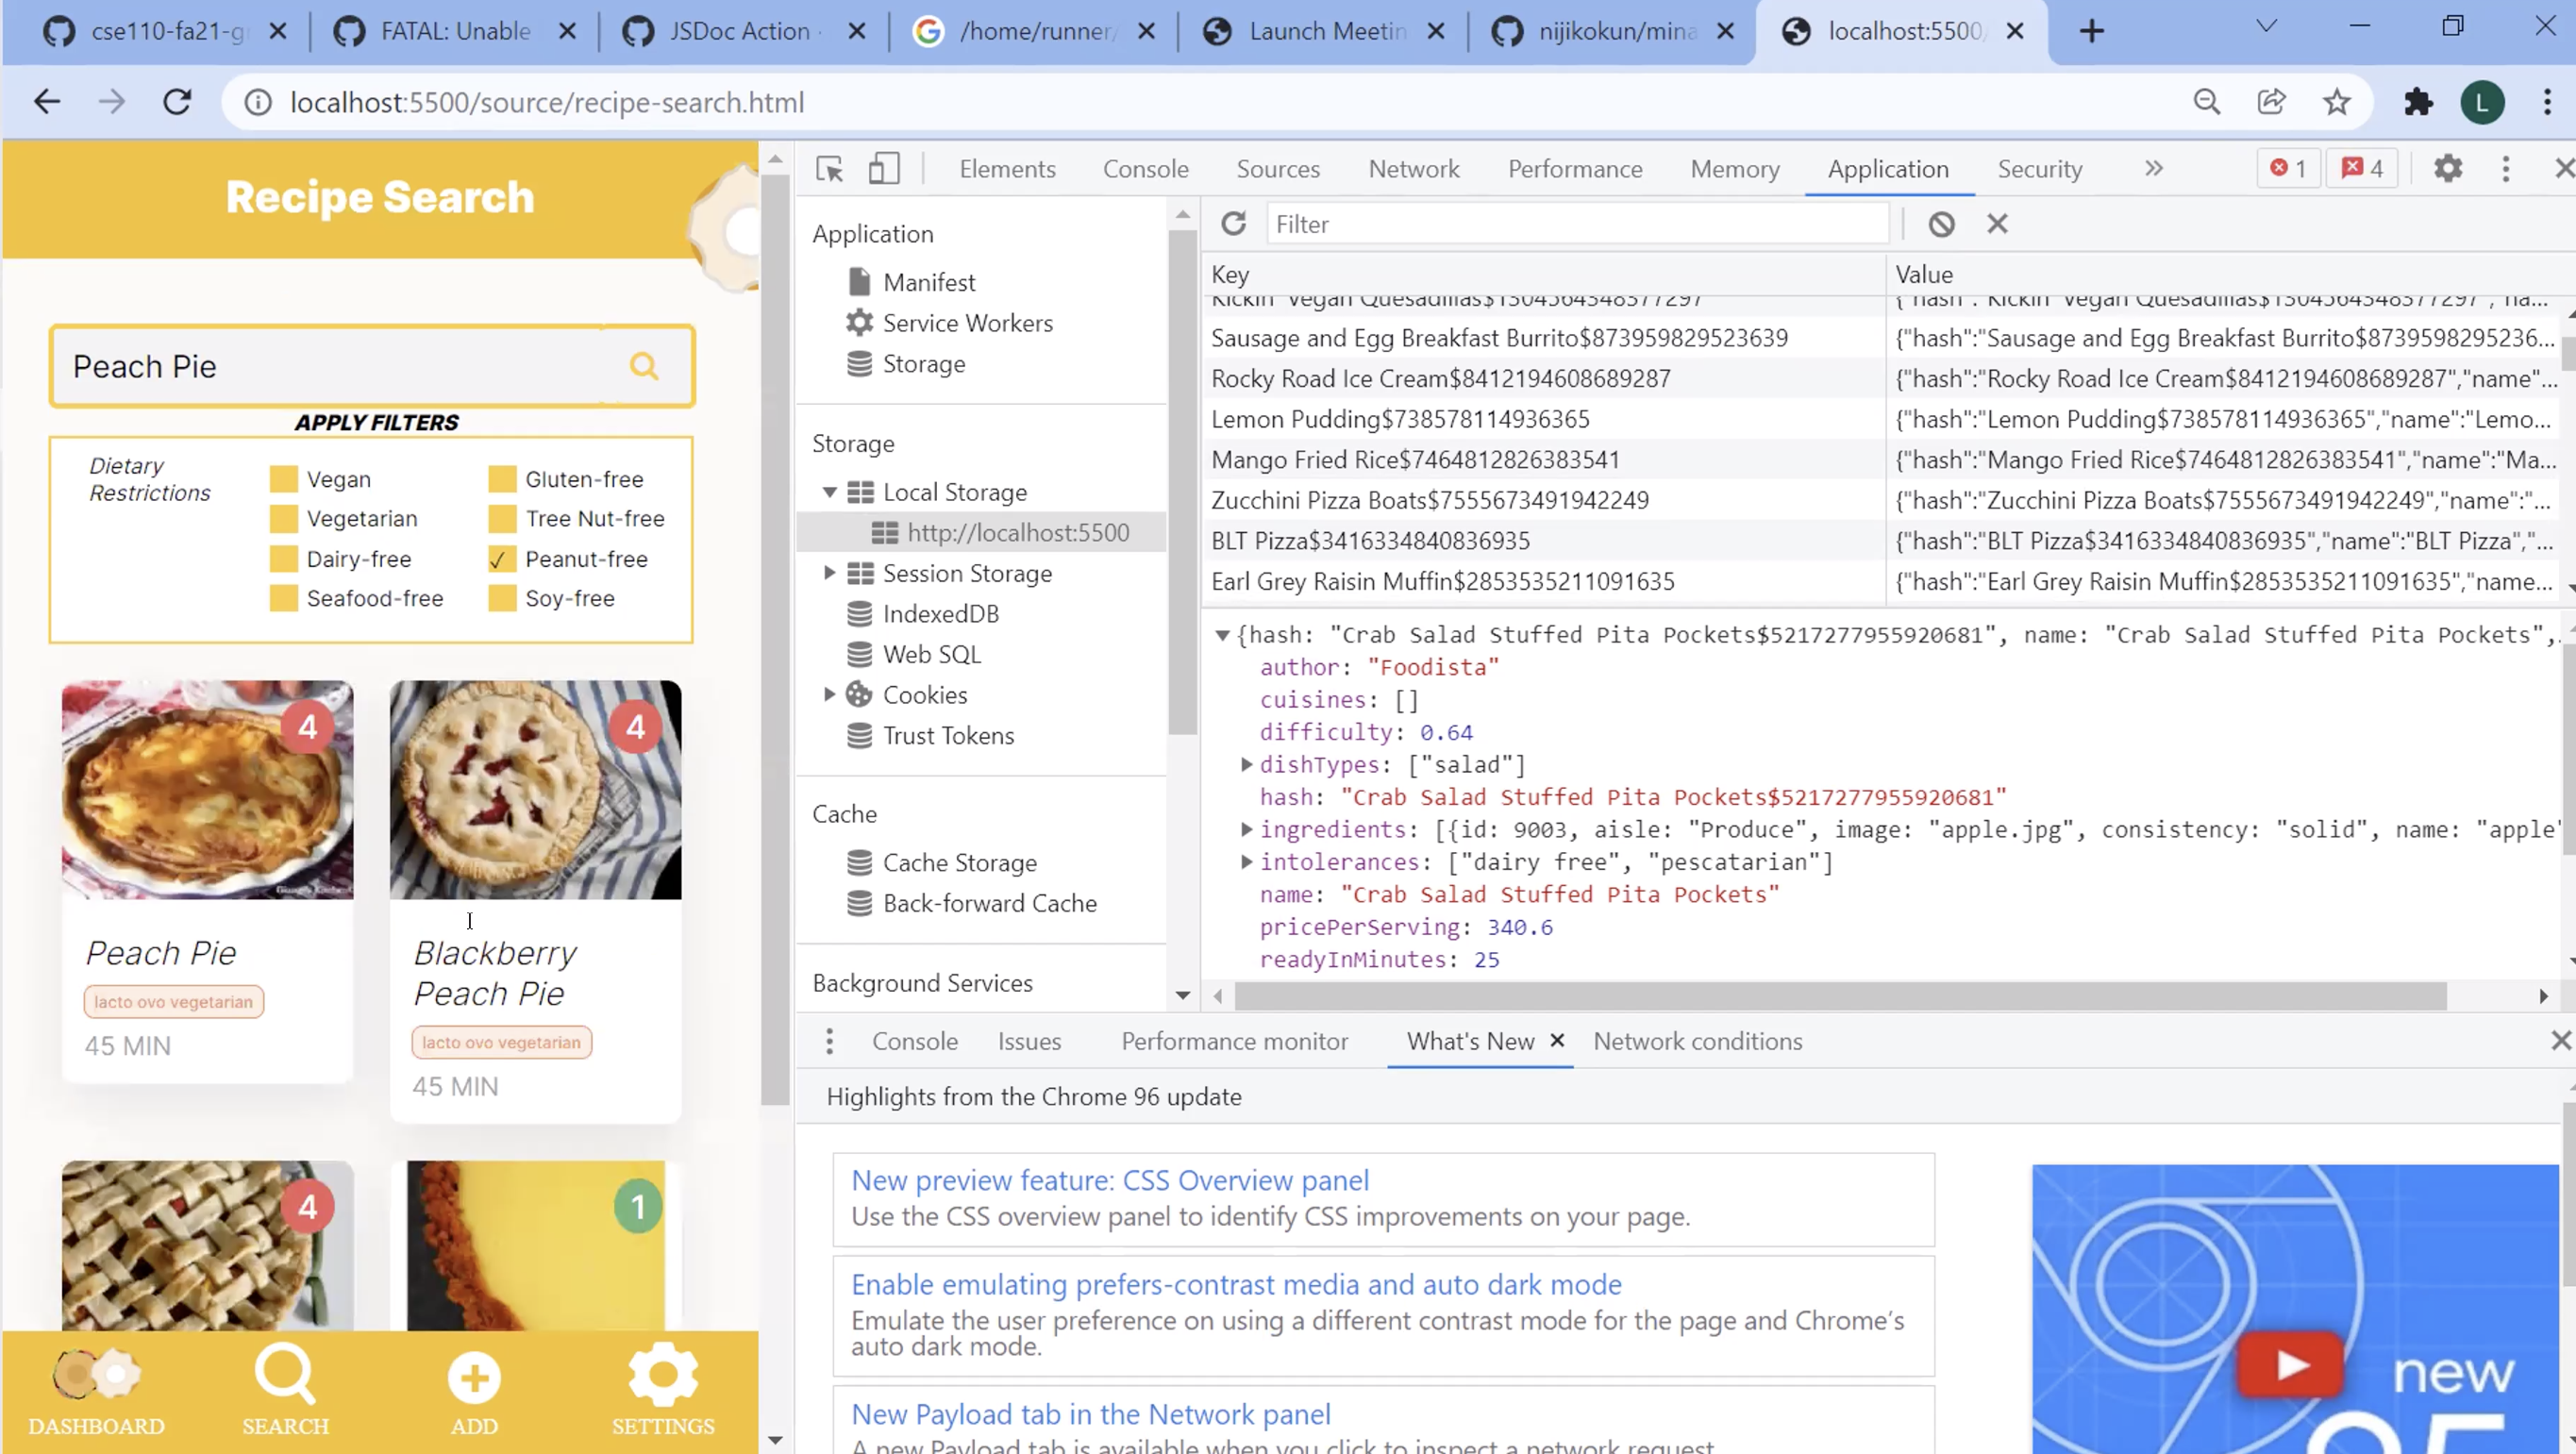 cse110-fa21-g
FATAL: Unable
JSDoc Action
/home/runner/
Launch Meetin
nijikokun/mina
localhost:5500/
localhost:5500/source/recipe-search.html
L
Recipe Search
Peach Pie
APPLY FILTERS
Dietary
Restrictions
Vegan
Gluten-free
Vegetarian
Tree Nut-free
Dairy-free
✓ Peanut-free
Seafood-free
Soy-free
4
4
Peach Pie
lacto ovo vegetarian
45 MIN
Blackberry
Peach Pie
lacto ovo vegetarian
45 MIN
4
1
DASHBOARD
SEARCH
ADD
SETTINGS
Elements
Console
Sources
Network
Performance
Memory
Application
Security
1
4
Application
Manifest
Service Workers
Storage
Storage
Local Storage
http://localhost:5500
Session Storage
IndexedDB
Web SQL
Cookies
Trust Tokens
Cache
Cache Storage
Back-forward Cache
Background Services
Filter
Key
Value
Kickin' Vegan Quesadillas$1304564348377297
Sausage and Egg Breakfast Burrito$873959829523639
{"hash":"Sausage and Egg Breakfast Burrito$87395982952363...
Rocky Road Ice Cream$8412194608689287
{"hash":"Rocky Road Ice Cream$8412194608689287","name"...
Lemon Pudding$738578114936365
{"hash":"Lemon Pudding$738578114936365","name":"Lemo...
Mango Fried Rice$7464812826383541
{"hash":"Mango Fried Rice$7464812826383541","name":"Ma...
Zucchini Pizza Boats$7555673491942249
{"hash":"Zucchini Pizza Boats$7555673491942249","name":"...
BLT Pizza$3416334840836935
{"hash":"BLT Pizza$3416334840836935","name":"BLT Pizza","...
Earl Grey Raisin Muffin$2853535211091635
{"hash":"Earl Grey Raisin Muffin$2853535211091635","name...
{hash: "Crab Salad Stuffed Pita Pockets$5217277955920681", name: "Crab Salad Stuffed Pita Pockets",
author: "Foodista"
cuisines: []
difficulty: 0.64
dishTypes: ["salad"]
hash: "Crab Salad Stuffed Pita Pockets$5217277955920681"
ingredients: [{id: 9003, aisle: "Produce", image: "apple.jpg", consistency: "solid", name: "apple"
intolerances: ["dairy free", "pescatarian"]
name: "Crab Salad Stuffed Pita Pockets"
pricePerServing: 340.6
readyInMinutes: 25
Console
Issues
Performance monitor
What's New
Network conditions
Highlights from the Chrome 96 update
New preview feature: CSS Overview panel
Use the CSS overview panel to identify CSS improvements on your page.
Enable emulating prefers-contrast media and auto dark mode
Emulate the user preference on using a different contrast mode for the page and Chrome's
auto dark mode.
New Payload tab in the Network panel
A new Payload tab is available when you click to inspect a network request.
new